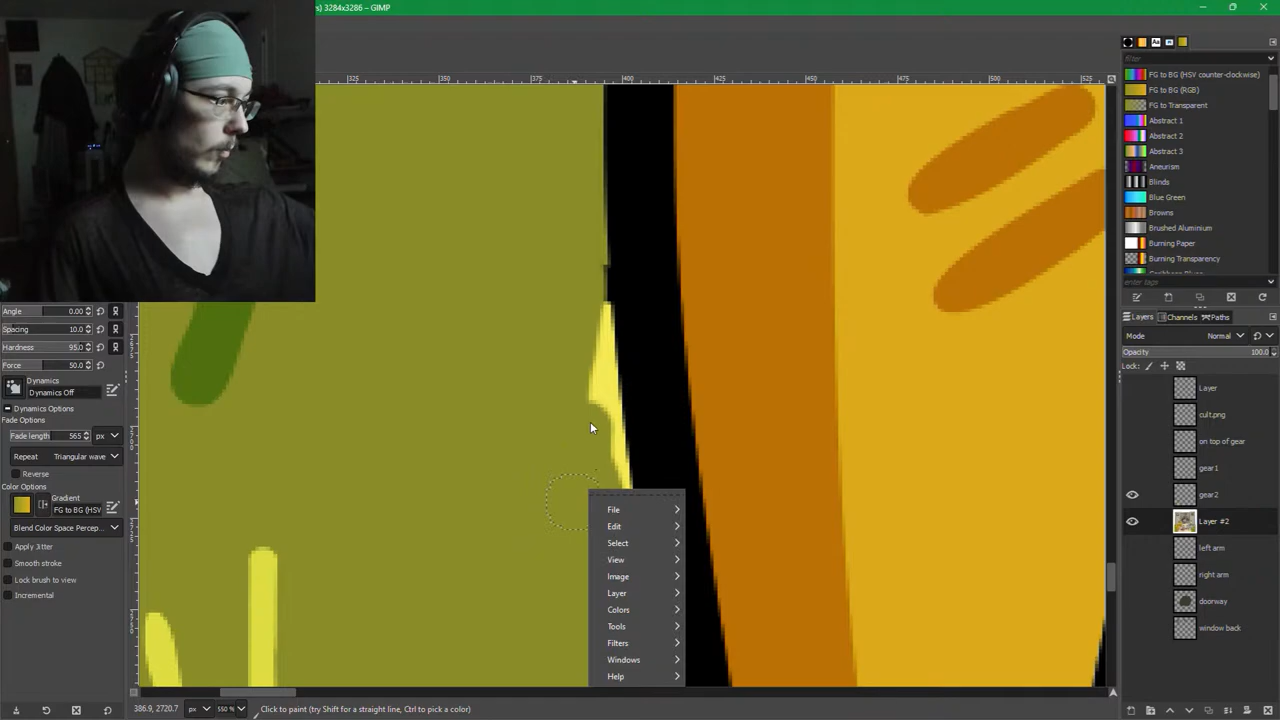 s) 3284x3286 – GIMP
325
350
375
400
425
450
475
500
525
filter
FG to BG (HSV counter-clockwise)
FG to BG (RGB)
FG to Transparent
Abstract 1
Abstract 2
Abstract 3
Aneurism
Blinds
Blue Green
Browns
Brushed Aluminium
Burning Paper
Burning Transparency
enter tags
Layers Channels Paths
Mode Normal
Opacity 100.0
Lock:
Layer
cult.png
on top of gear
gear1
gear2
Layer #2
left arm
right arm
doorway
window back
Angle 0.00
Spacing 10.0
Hardness 95.0
Force 50.0
Dynamics
Dynamics Off
Dynamics Options
Fade Options
Fade length 565 px
Repeat Triangular wave
Reverse
Color Options
Gradient
FG to BG (HSV
Blend Color Space Percep...
Apply Jitter
Smooth stroke
Lock brush to view
Incremental
File
Edit
Select
View
Image
Layer
Colors
Tools
Filters
Windows
Help
386.9, 2720.7 px 550 % Click to paint (try Shift for a straight line, Ctrl to pick a color)